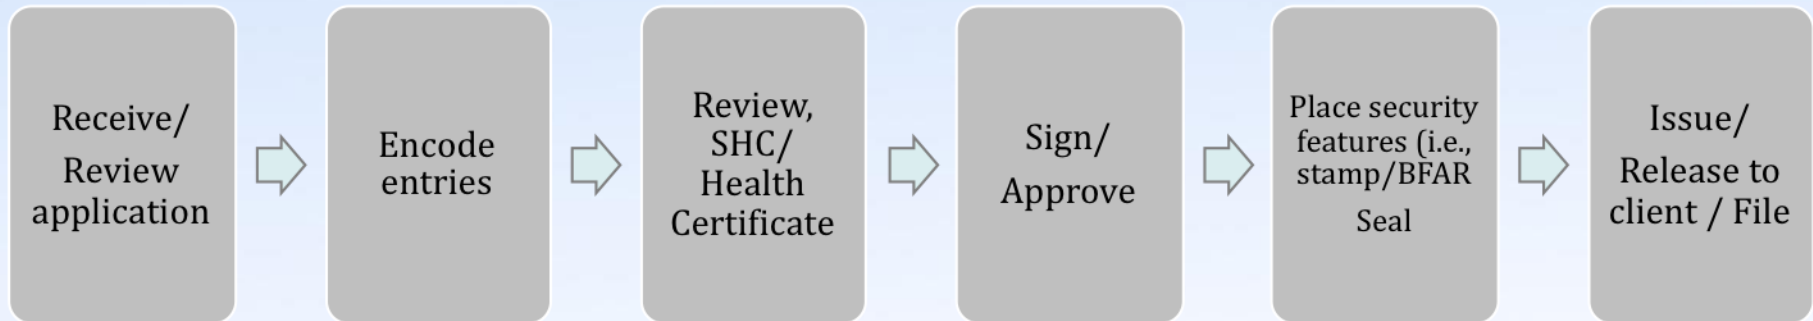 Receive/
Review
application
Encode
entries
Review,
SHC/
Health
Certificate
Sign/
Approve
Place security
features (i.e.,
stamp/BFAR
Seal
Issue/
Release to
client / File